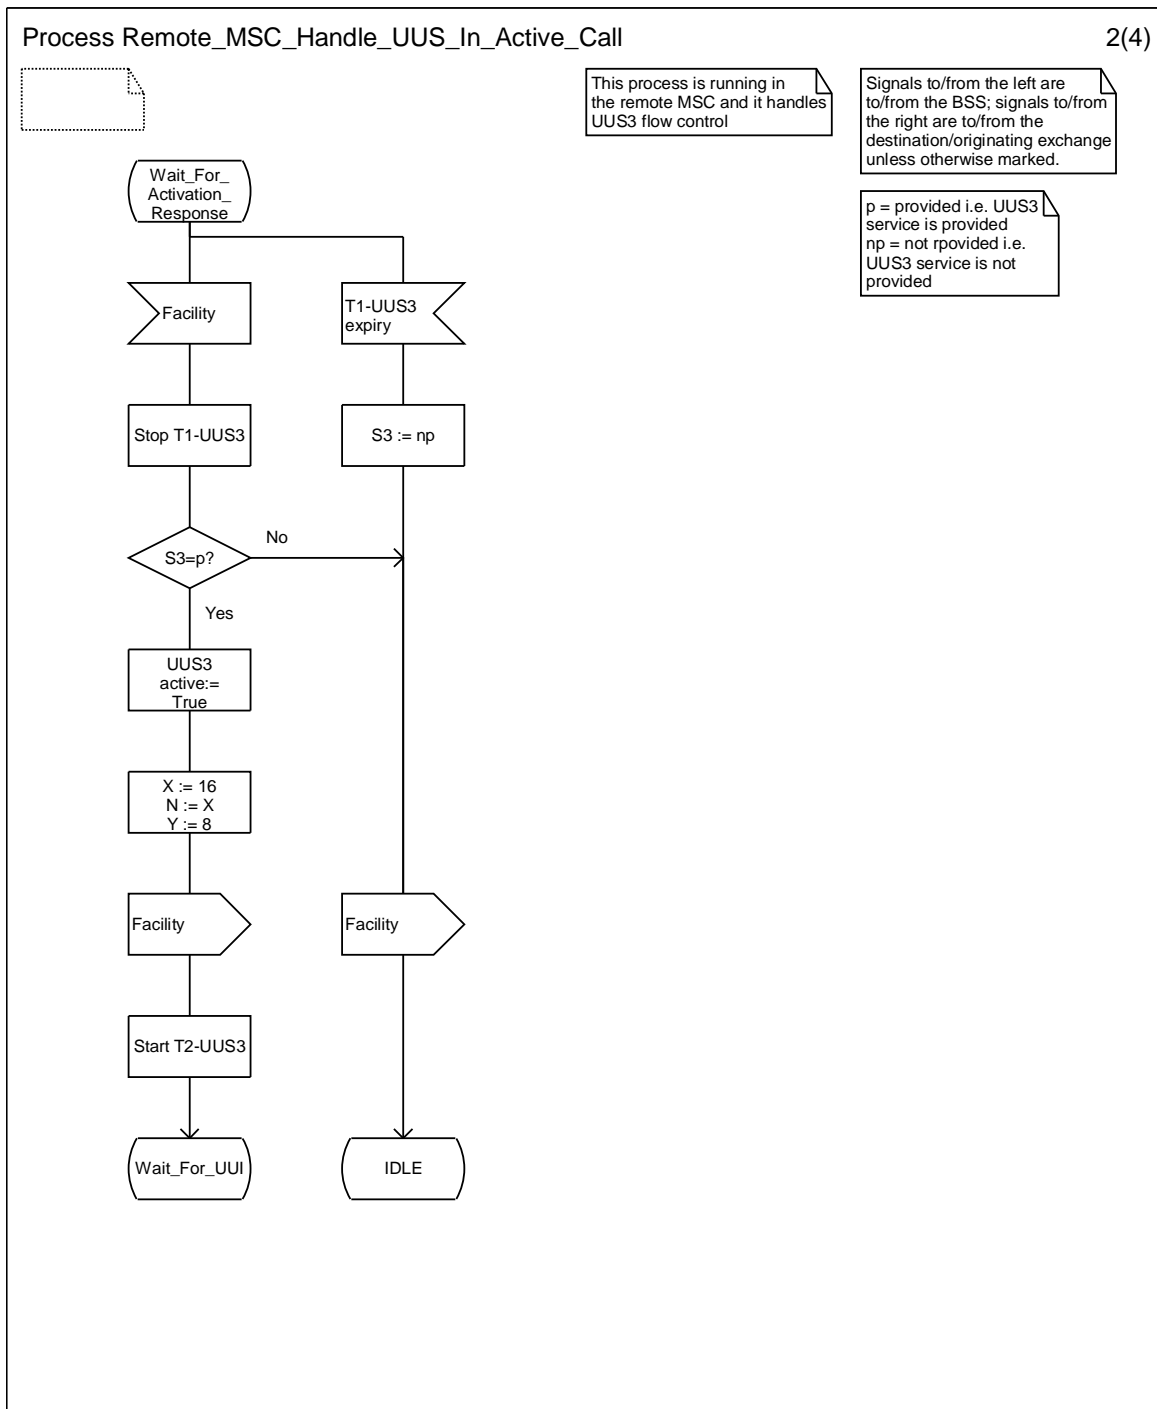 Process Remote_MSC_Handle_UUS_In_Active_Call
2(4)
This process is running in
the remote MSC and it handles
UUS3 flow control
Signals to/from the left are
to/from the BSS; signals to/from
the right are to/from the
destination/originating exchange
unless otherwise marked.
p = provided i.e. UUS3
service is provided
np = not rpovided i.e.
UUS3 service is not
provided
Wait_For_
Activation_
Response
Facility
T1-UUS3
expiry
Stop T1-UUS3
S3 := np
S3=p?
No
Yes
UUS3
active:=
True
X := 16
N := X
Y := 8
Facility
Facility
Start T2-UUS3
Wait_For_UUI
IDLE